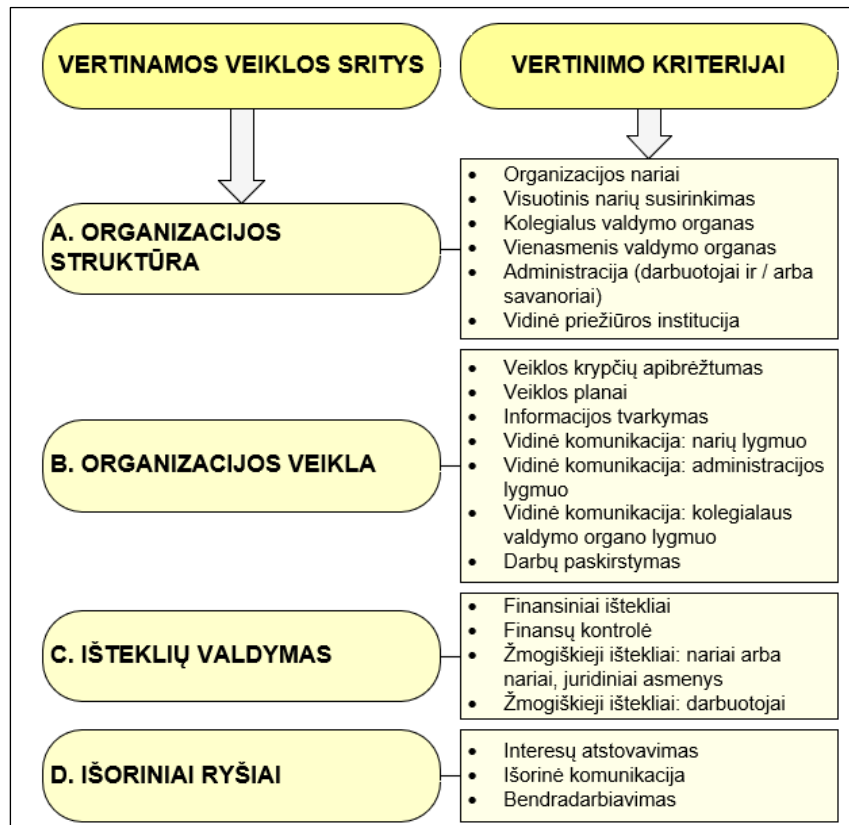 VERTINAMOS VEIKLOS SRITYS
VERTINIMO KRITERIJAI
A. ORGANIZACIJOS
STRUKTŪRA
• Organizacijos nariai
• Visuotinis narių susirinkimas
• Kolegialus valdymo organas
• Vienasmenis valdymo organas
• Administracija (darbuotojai ir / arba
savanoriai)
• Vidinė priežiūros institucija
B. ORGANIZACIJOS VEIKLA
• Veiklos krypčių apibrėžtumas
• Veiklos planai
• Informacijos tvarkymas
• Vidinė komunikacija: narių lygmuo
• Vidinė komunikacija: administracijos
lygmuo
• Vidinė komunikacija: kolegialaus
valdymo organo lygmuo
• Darbų paskirstymas
C. IŠTEKLIŲ VALDYMAS
• Finansiniai ištekliai
• Finansų kontrolė
• Žmogiškieji ištekliai: nariai arba
nariai, juridiniai asmenys
• Žmogiškieji ištekliai: darbuotojai
D. IŠORINIAI RYŠIAI
• Interesų atstovavimas
• Išorinė komunikacija
• Bendradarbiavimas